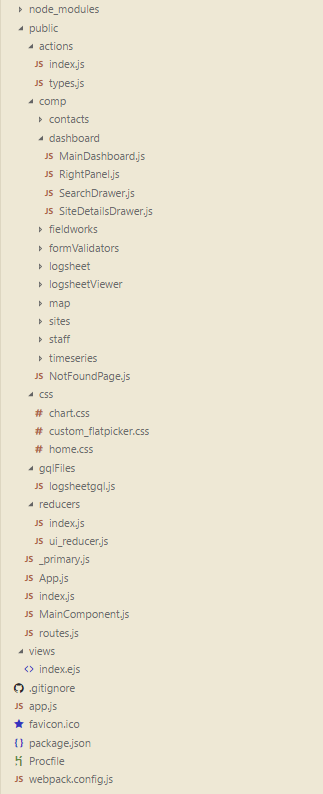 node_modules
public
actions
JS index.js
JS types.js
comp
contacts
dashboard
JS MainDashboard.js
JS RightPanel.js
JS SearchDrawer.js
JS SiteDetailsDrawer.js
fieldworks
formValidators
logsheet
logsheetViewer
map
sites
staff
timeseries
JS NotFoundPage.js
css
# chart.css
# custom_flatpicker.css
# home.css
gqlFiles
JS logsheetgql.js
reducers
JS index.js
JS ui_reducer.js
JS _primary.js
JS App.js
JS index.js
JS MainComponent.js
JS routes.js
views
<> index.ejs
.gitignore
JS app.js
favicon.ico
{} package.json
Procfile
JS webpack.config.js